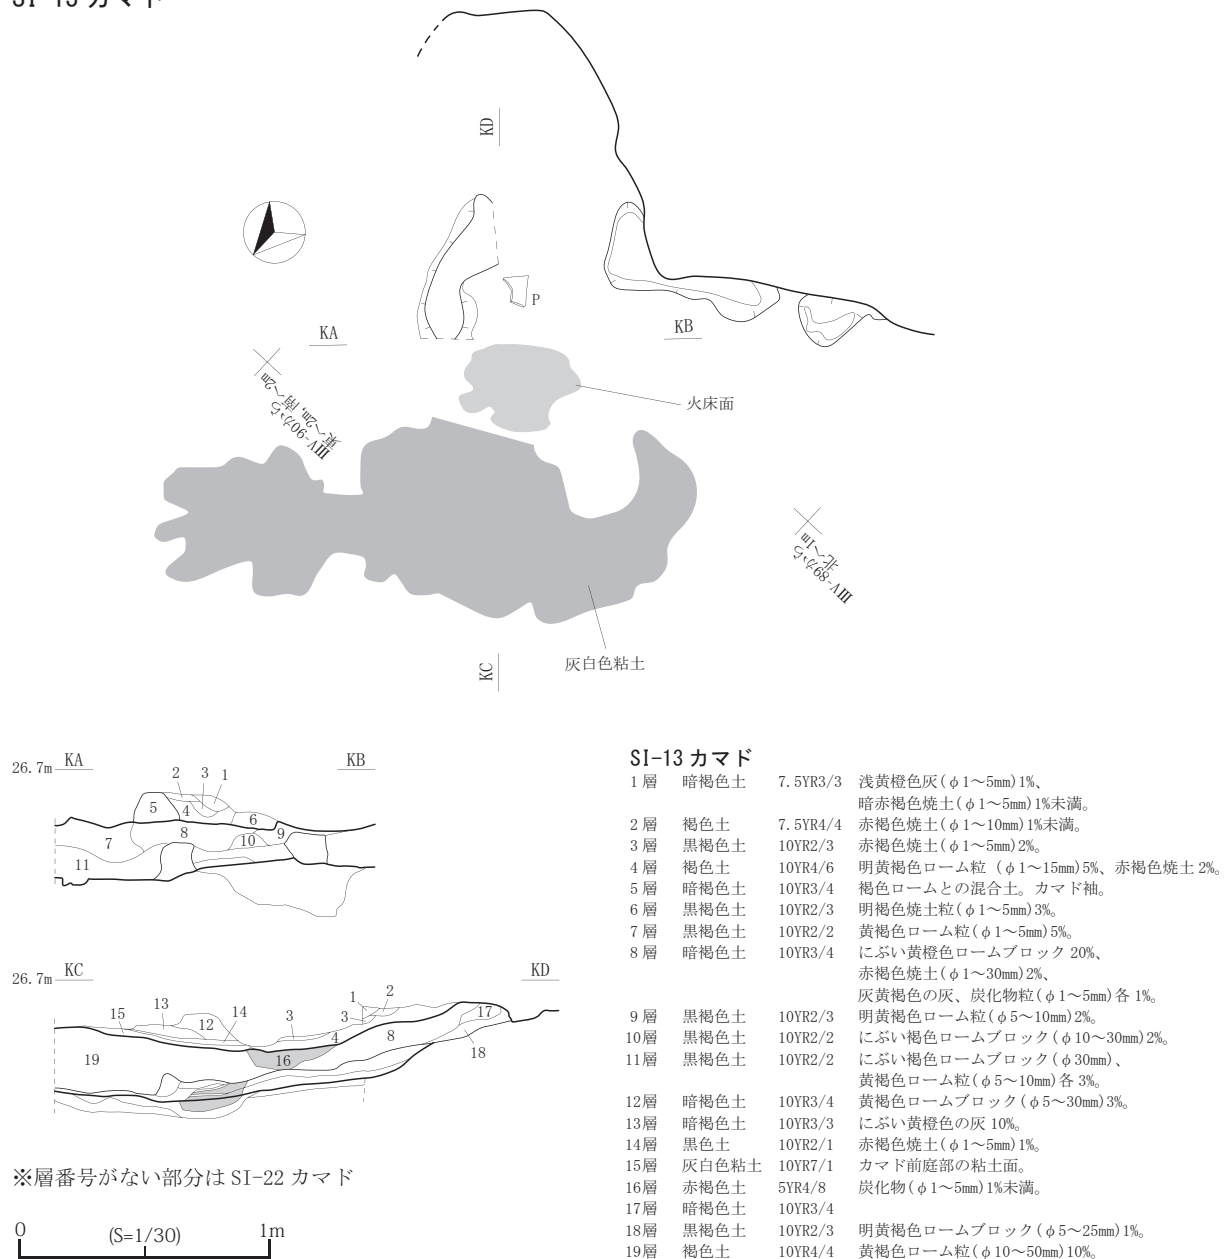 SI-13 カマド
KD
P
KA
KB
火床面
ⅢV-90から
東へ2m,南へ2m
ⅢV-89から
北へ1m
灰白色粘土
KC
26.7m KA KB
2 3 1
5 4 6
7 8 10 9
11
26.7m KC KD
1 2
15 13 12 14 3 3 17
4 8
19 16 18
※層番号がない部分は SI-22 カマド
0 (S=1/30) 1m
SI-13 カマド
1層 暗褐色土 7.5YR3/3 浅黄橙色灰(φ1〜5mm)1%、
暗赤褐色焼土(φ1〜5mm)1%未満。
2層 褐色土 7.5YR4/4 赤褐色焼土(φ1〜10mm)1%未満。
3層 黒褐色土 10YR2/3 赤褐色焼土(φ1〜5mm)2%。
4層 褐色土 10YR4/6 明黄褐色ローム粒 (φ1〜15mm)5%、赤褐色焼土2%。
5層 暗褐色土 10YR3/4 褐色ロームとの混合土。カマド袖。
6層 黒褐色土 10YR2/3 明褐色焼土粒(φ1〜5mm)3%。
7層 黒褐色土 10YR2/2 黄褐色ローム粒(φ1〜5mm)5%。
8層 暗褐色土 10YR3/4 にぶい黄橙色ロームブロック20%、
赤褐色焼土(φ1〜30mm)2%、
灰黄褐色の灰、炭化物粒(φ1〜5mm)各1%。
9層 黒褐色土 10YR2/3 明黄褐色ローム粒(φ5〜10mm)2%。
10層 黒褐色土 10YR2/2 にぶい褐色ロームブロック(φ10〜30mm)2%。
11層 黒褐色土 10YR2/2 にぶい褐色ロームブロック(φ30mm)、
黄褐色ローム粒(φ5〜10mm)各3%。
12層 暗褐色土 10YR3/4 黄褐色ロームブロック(φ5〜30mm)3%。
13層 暗褐色土 10YR3/3 にぶい黄橙色の灰10%。
14層 黒色土 10YR2/1 赤褐色焼土(φ1〜5mm)1%。
15層 灰白色粘土 10YR7/1 カマド前庭部の粘土面。
16層 赤褐色土 5YR4/8 炭化物(φ1〜5mm)1%未満。
17層 暗褐色土 10YR3/4
18層 黒褐色土 10YR2/3 明黄褐色ロームブロック(φ5〜25mm)1%。
19層 褐色土 10YR4/4 黄褐色ローム粒(φ10〜50mm)10%。